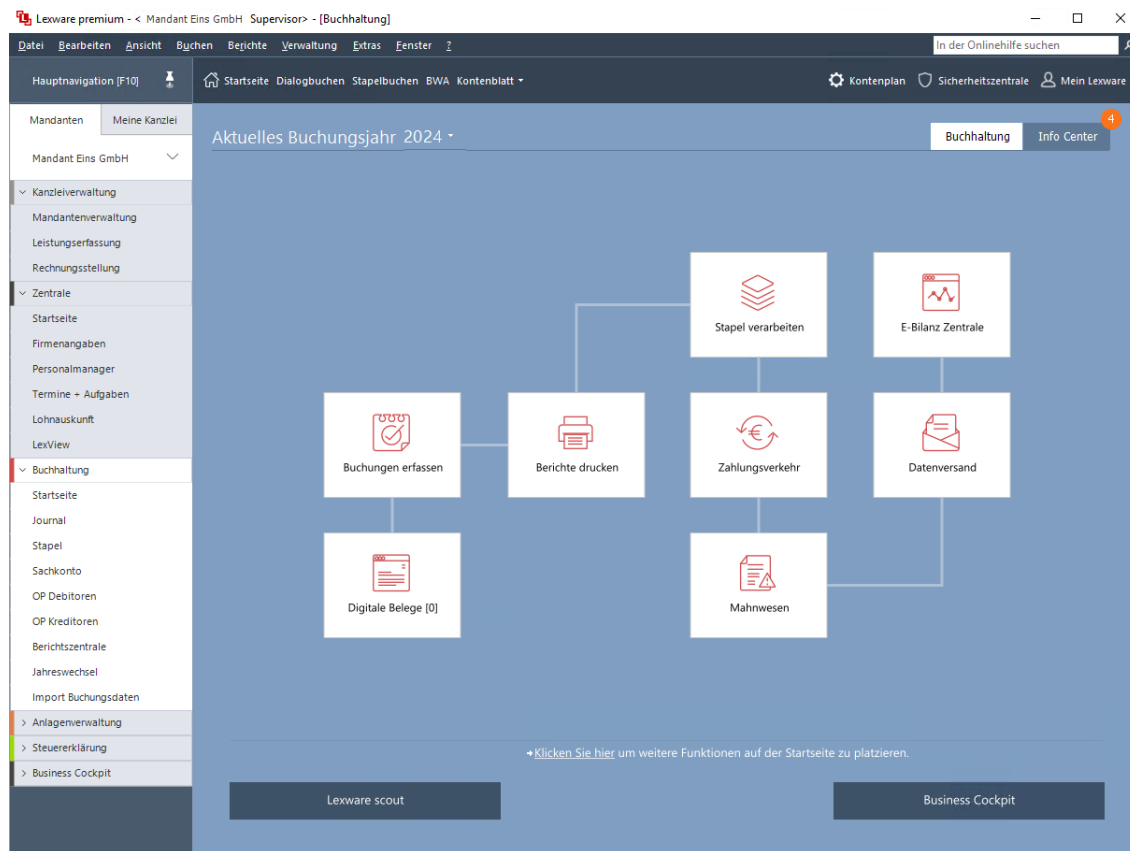 Lexware premium - < Mandant Eins GmbH Supervisor> - [Buchhaltung]
Datei Bearbeiten Ansicht Buchen Berichte Verwaltung Extras Fenster ?
In der Onlinehilfe suchen
Hauptnavigation [F10]
Startseite Dialogbuchen Stapelbuchen BWA Kontenblatt
Kontenplan Sicherheitszentrale Mein Lexware
Mandanten Meine Kanzlei
Mandant Eins GmbH
Kanzleiverwaltung
Mandantenverwaltung
Leistungserfassung
Rechnungsstellung
Zentrale
Startseite
Firmenangaben
Personalmanager
Termine + Aufgaben
Lohnauskunft
LexView
Buchhaltung
Startseite
Journal
Stapel
Sachkonto
OP Debitoren
OP Kreditoren
Berichtszentrale
Jahreswechsel
Import Buchungsdaten
Anlagenverwaltung
Steuererklärung
Business Cockpit
Aktuelles Buchungsjahr 2024
Buchhaltung
Info Center
4
Stapel verarbeiten
E-Bilanz Zentrale
Buchungen erfassen
Berichte drucken
Zahlungsverkehr
Datenversand
Digitale Belege [0]
Mahnwesen
Klicken Sie hier um weitere Funktionen auf der Startseite zu platzieren.
Lexware scout
Business Cockpit